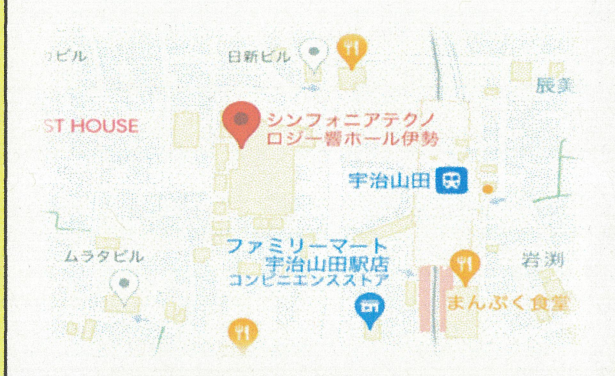 ビル
日新ビル
辰美
ST HOUSE
シンフォニアテクノ
ロジー響ホール伊勢
宇治山田
ムラタビル
ファミリーマート
宇治山田駅店
コンビニエンスストア
岩渕
まんぷく食堂